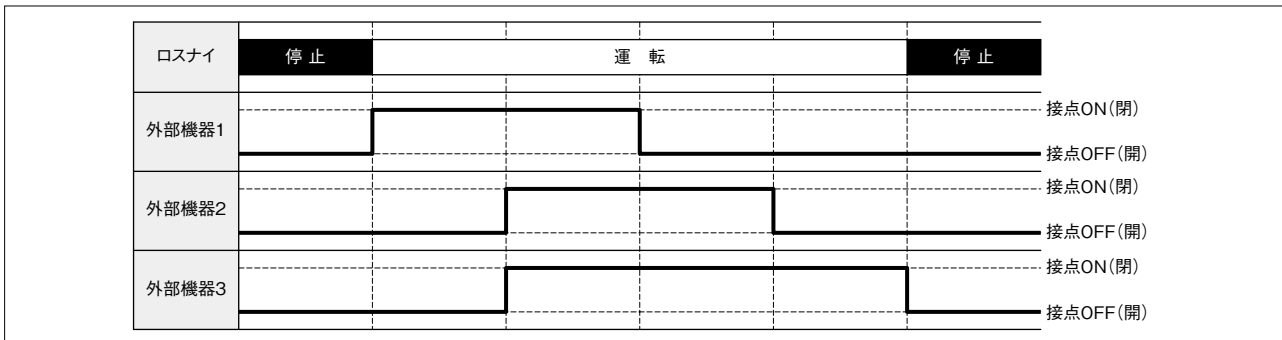 ロスナイ
停止
運 転
停止
外部機器1
接点ON（閉）
接点OFF（開）
外部機器2
接点ON（閉）
接点OFF（開）
外部機器3
接点ON（閉）
接点OFF（開）